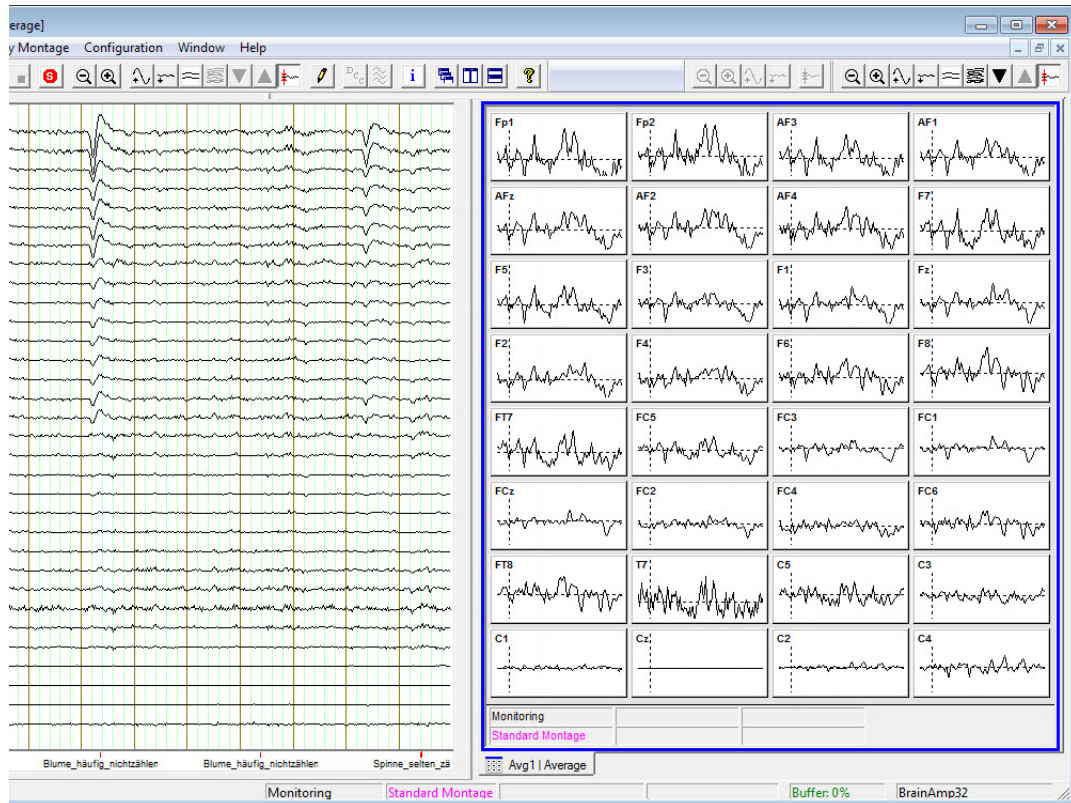 erage]
y Montage Configuration Window Help
Fp1 Fp2 AF3 AF1
AFz AF2 AF4 F7
F5 F3 F1 Fz
F2 F4 F6 F8
FT7 FC5 FC3 FC1
FCz FC2 FC4 FC6
FT8 T7 C5 C3
C1 Cz C2 C4
Monitoring
Standard Montage
Blume_häufig_nichtzählen Blume_häufig_nichtzählen Spinne_selten_zä
Avg1 | Average
Monitoring Standard Montage Buffer: 0% BrainAmp32